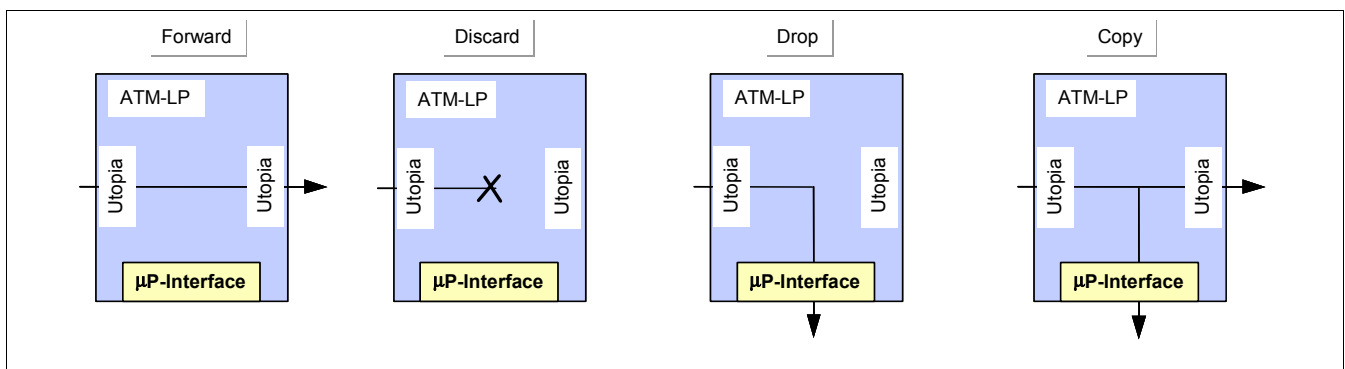 Forward
Discard
Drop
Copy
ATM-LP
ATM-LP
ATM-LP
ATM-LP
Utopia
Utopia
Utopia
Utopia
Utopia
Utopia
Utopia
Utopia
μP-Interface
μP-Interface
μP-Interface
μP-Interface